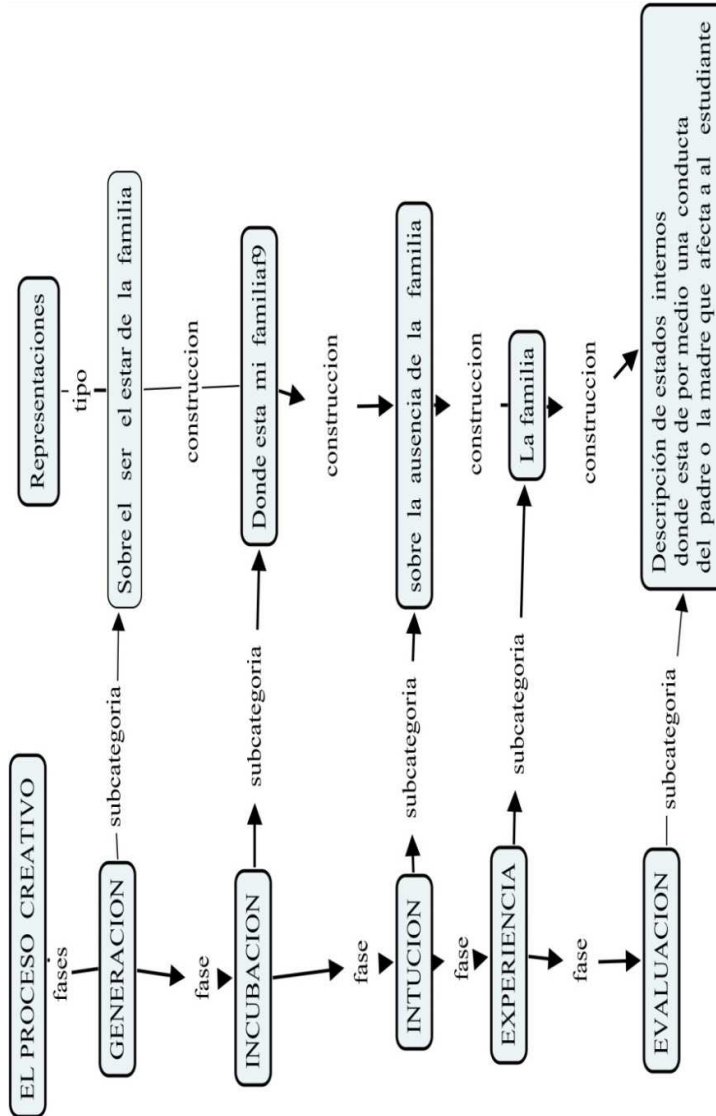 EL PROCESO CREATIVO
Representaciones
fases
tipo
GENERACION
subcategoria
Sobre el ser el estar de la familia
fase
construccion
INCUBACION
subcategoria
Donde esta mi familiaf9
fase
construccion
INTUCION
subcategoria
sobre la ausencia de la familia
fase
construccion
EXPERIENCIA
subcategoria
La familia
fase
construccion
EVALUACION
subcategoria
Descripción de estados internos
donde esta de por medio una conducta
del padre o la madre que afecta a al estudiante